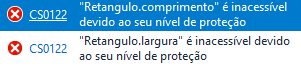 CS0122 "Retangulo.comprimento" é inacessível
devido ao seu nível de proteção
CS0122 "Retangulo.largura" é inacessível devido
ao seu nível de proteção